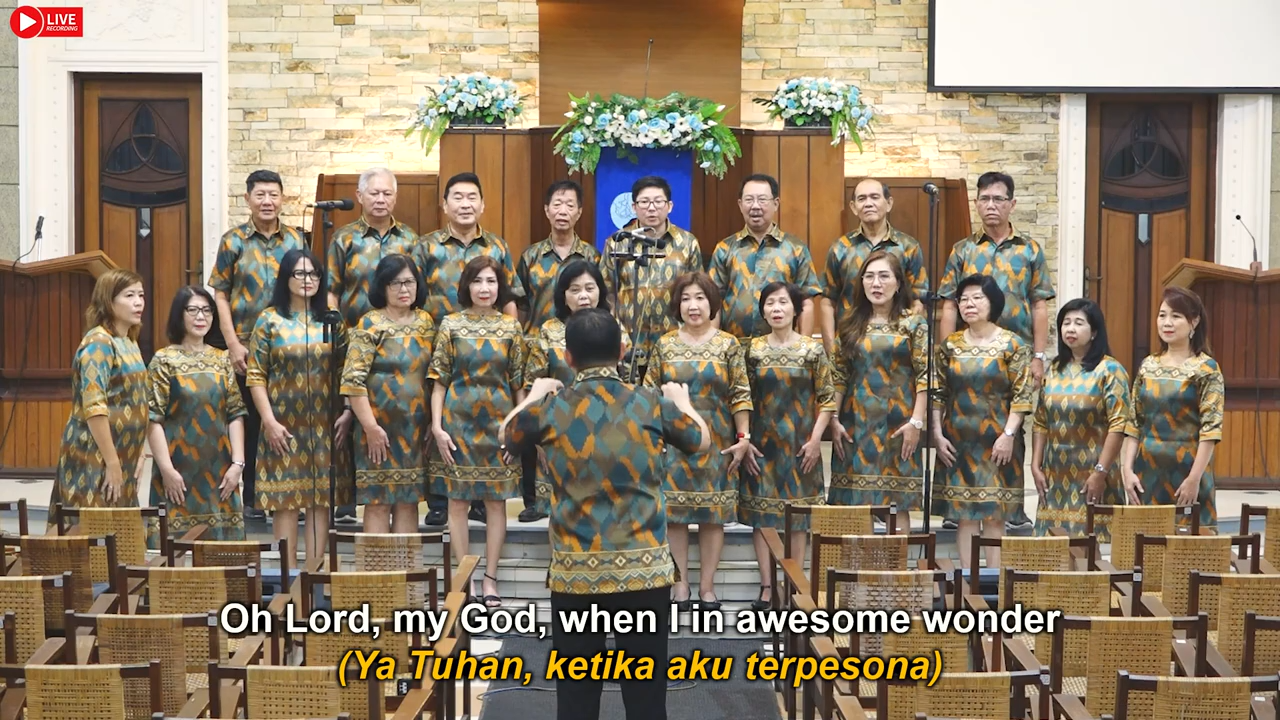 LIVE
RECORDING
Oh Lord, my God, when I in awesome wonder
(Ya Tuhan, ketika aku terpesona)